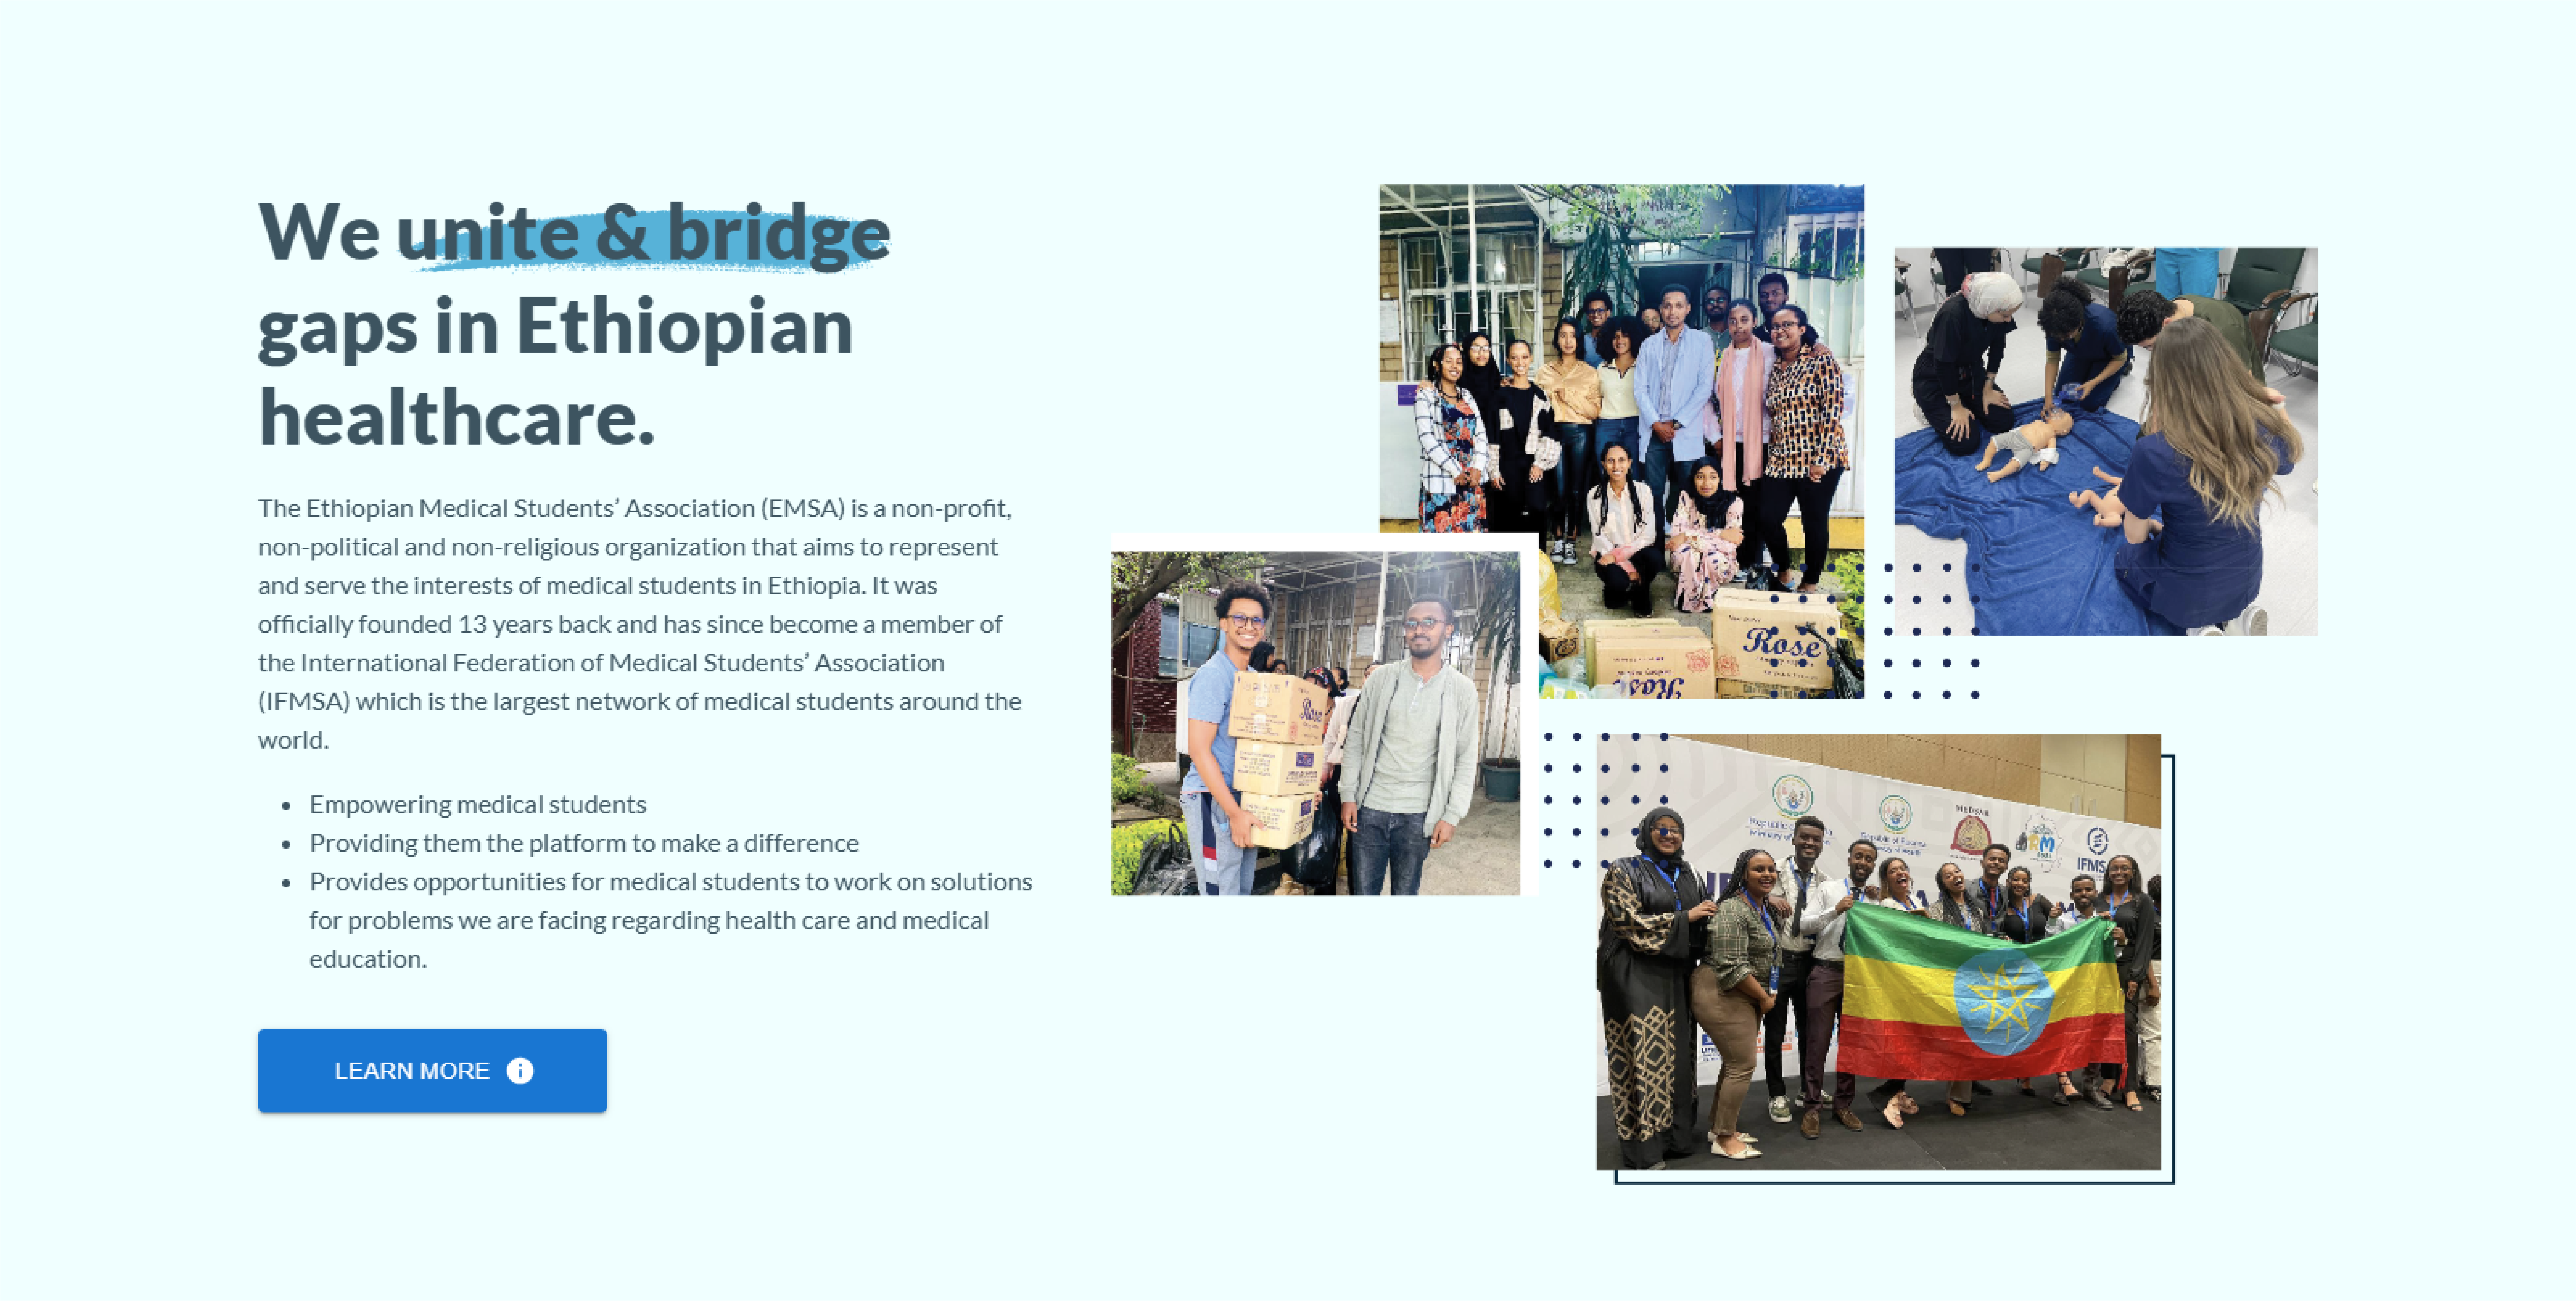 We unite & bridge
gaps in Ethiopian
healthcare.
The Ethiopian Medical Students’ Association (EMSA) is a non-profit,
non-political and non-religious organization that aims to represent
and serve the interests of medical students in Ethiopia. It was
officially founded 13 years back and has since become a member of
the International Federation of Medical Students’ Association
(IFMSA) which is the largest network of medical students around the
world.
• Empowering medical students
• Providing them the platform to make a difference
• Provides opportunities for medical students to work on solutions
for problems we are facing regarding health care and medical
education.
LEARN MORE
Rose
Rose
Rose
MEDSAR
IFMS